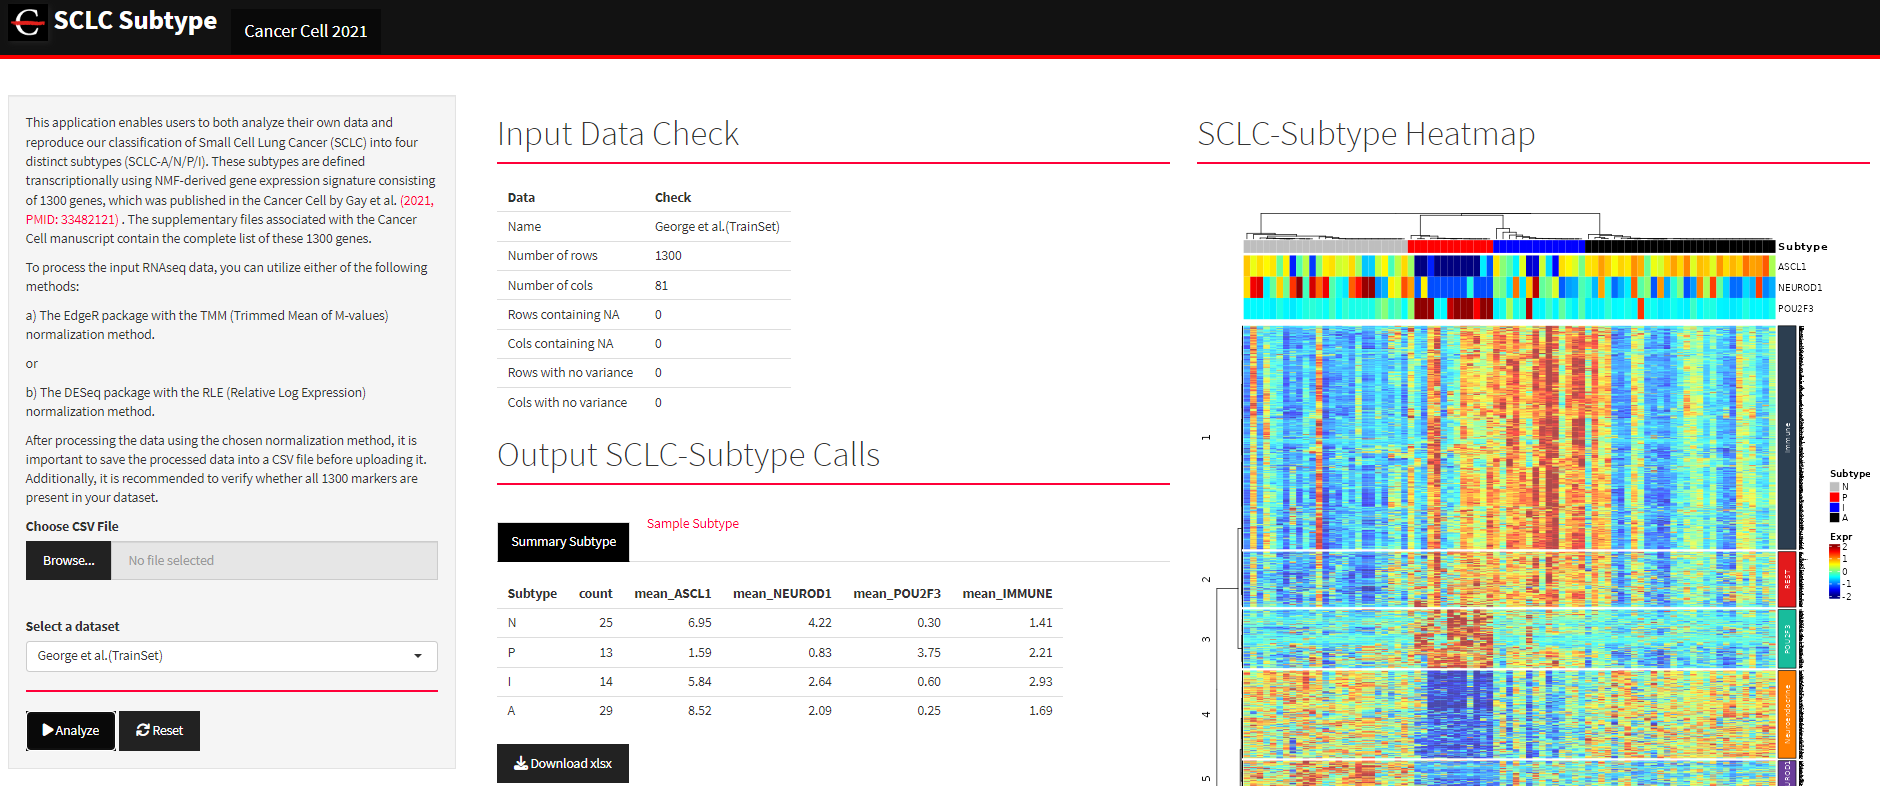 SCLC Subtype
Cancer Cell 2021
This application enables users to both analyze their own data and
reproduce our classification of Small Cell Lung Cancer (SCLC) into four
distinct subtypes (SCLC-A/N/P/I). These subtypes are defined
transcriptionally using NMF-derived gene expression signature consisting
of 1300 genes, which was published in the Cancer Cell by Gay et al. (2021,
PMID: 33482121) . The supplementary files associated with the Cancer
Cell manuscript contain the complete list of these 1300 genes.
To process the input RNAseq data, you can utilize either of the following
methods:
a) The EdgeR package with the TMM (Trimmed Mean of M-values)
normalization method.
or
b) The DESeq package with the RLE (Relative Log Expression)
normalization method.
After processing the data using the chosen normalization method, it is
important to save the processed data into a CSV file before uploading it.
Additionally, it is recommended to verify whether all 1300 markers are
present in your dataset.
Choose CSV File
Browse... No file selected
Select a dataset
George et al.(TrainSet)
Analyze Reset
Input Data Check
Data Check
Name George et al.(TrainSet)
Number of rows 1300
Number of cols 81
Rows containing NA 0
Cols containing NA 0
Rows with no variance 0
Cols with no variance 0
Output SCLC-Subtype Calls
Summary Subtype Sample Subtype
Subtype count mean_ASCL1 mean_NEUROD1 mean_POU2F3 mean_IMMUNE
N 25 6.95 4.22 0.30 1.41
P 13 1.59 0.83 3.75 2.21
I 14 5.84 2.64 0.60 2.93
A 29 8.52 2.09 0.25 1.69
Download xlsx
SCLC-Subtype Heatmap
Subtype
ASCL1
NEUROD1
POU2F3
1
2
3
4
5
Immune
REST
POU2F3
Neuroendocrine
Subtype
N
P
I
A
Expr
2
1
0
-1
-2